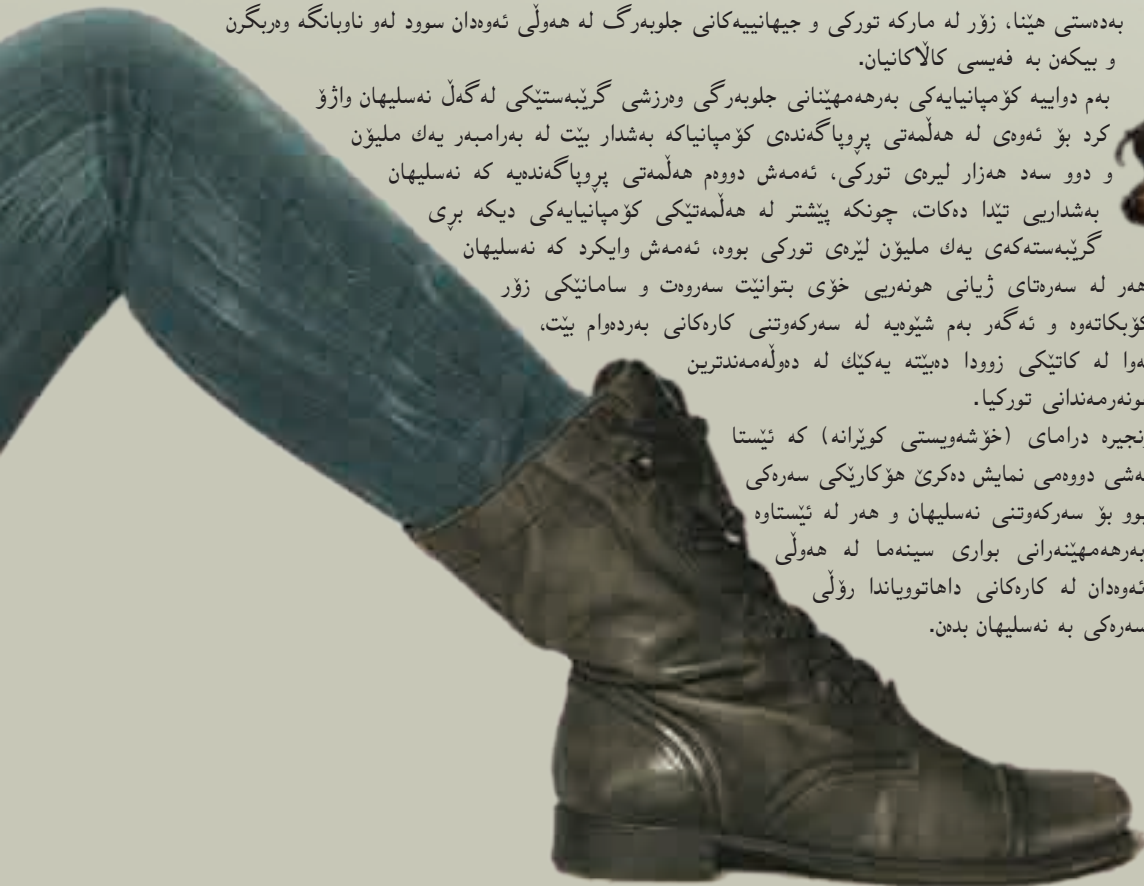 بەدەستی هێنا، زۆر لە مارکە تورکی و جیهانییەکانی جلوبەرگ لە هەوڵی ئەوەدان سوود لەو ناوبانگە وەربگرن
و بیکەن بە فەیسی کاڵاکانیان.
بەم دواییە کۆمپانیایەکی بەرهەمهێنانی جلوبەرگی وەرزشی گرێبەستێکی لەگەڵ نەسلیهان واژۆ
کرد بۆ ئەوەی لە هەڵمەتی پڕوپاگەندەی کۆمپانیاکە بەشدار بێت لە بەرامبەر یەك ملیۆن
و دوو سەد هەزار لیرەی تورکی، ئەمەش دووەم هەڵمەتی پڕوپاگەندەیە کە نەسلیهان
بەشداریی تێدا دەکات، چونکە پێشتر لە هەڵمەتێکی کۆمپانیایەکی دیکە بڕی
گرێبەستەکەی یەك ملیۆن لێرەی تورکی بووە، ئەمەش وایکرد کە نەسلیهان
هەر لە سەرەتای ژیانی هونەریی خۆی بتوانێت سەروەت و سامانێکی زۆر
کۆبکاتەوە و ئەگەر بەم شێوەیە لە سەرکەوتنی کارەکانی بەردەوام بێت،
لە کاتێکی زوودا دەبێتە یەکێك لە دەوڵەمەندترین
تورکیا.
درامای (خۆشەویستی کوێرانە) کە ئێستا
دووەمی نمایش دەکرێ هۆکارێکی سەرەکی
بوو بۆ سەرکەوتنی نەسلیهان و هەر لە ئێستاوە
بەرهەمهێنەرانی بواری سینەما لە هەوڵی
ئەوەدان لە کارەکانی داهاتوویاندا رۆڵی
سەرەکی بە نەسلیهان بدەن.